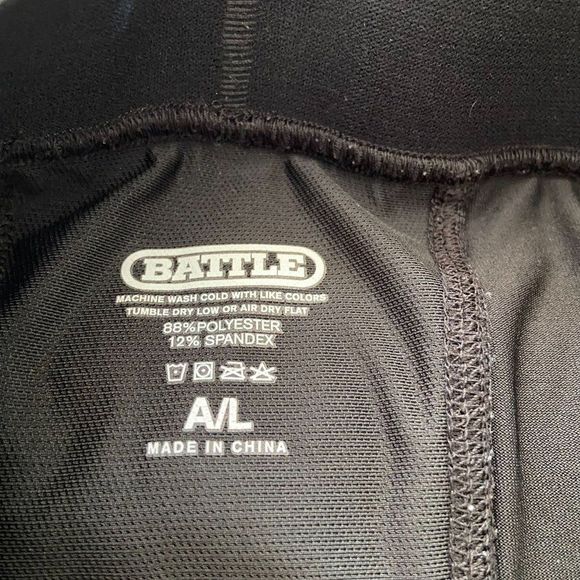 BATTLE
MACHINE WASH COLD WITH LIKE COLORS
TUMBLE DRY LOW OR AIR DRY FLAT
88%POLYESTER
12% SPANDEX
A/L
MADE IN CHINA